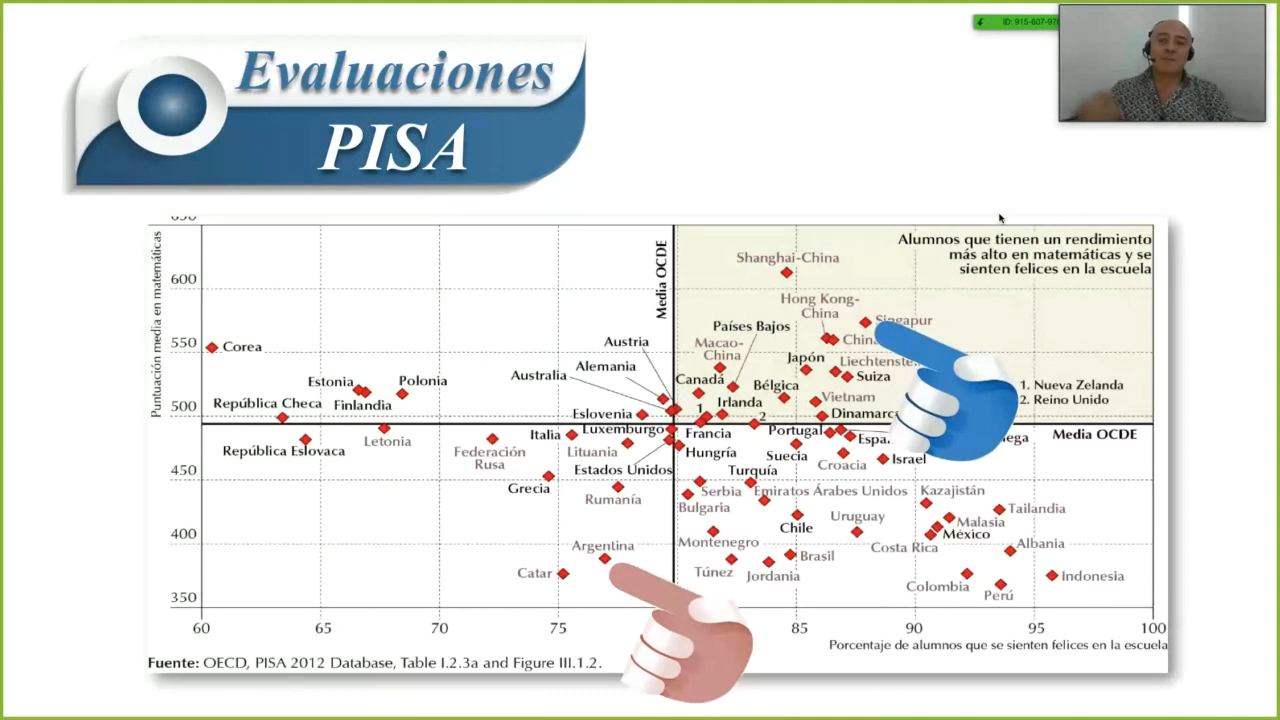 ID: 915-607-97
Evaluaciones
PISA
Puntuación media en matemáticas
600
550
500
450
400
350
60
65
70
75
85
90
95
100
Media OCDE
Media OCDE
Alumnos que tienen un rendimiento
más alto en matemáticas y se
sienten felices en la escuela
Shanghai-China
Hong Kong-
China
Singapur
China
Países Bajos
Macao-
China
Austria
Japón
Liechtenste
Suiza
Alemania
Australia
Canadá
Bélgica
Vietnam
1. Nueva Zelanda
2. Reino Unido
Corea
Estonia
Polonia
Finlandia
República Checa
Eslovenia
1
Irlanda
2
Dinamarc
Letonia
República Eslovaca
Federación
Rusa
Italia
Luxemburgo
Francia
Portugal
Espa
ega
Lituania
Hungría
Suecia
Croacia
Israel
Estados Unidos
Turquía
Grecia
Rumanía
Serbia
Bulgaria
Emiratos Árabes Unidos
Kazajistán
Tailandia
Chile
Uruguay
Malasia
México
Costa Rica
Albania
Argentina
Montenegro
Catar
Túnez
Jordania
Brasil
Colombia
Perú
Indonesia
Porcentaje de alumnos que se sienten felices en la escuela
Fuente: OECD, PISA 2012 Database, Table I.2.3a and Figure III.1.2.